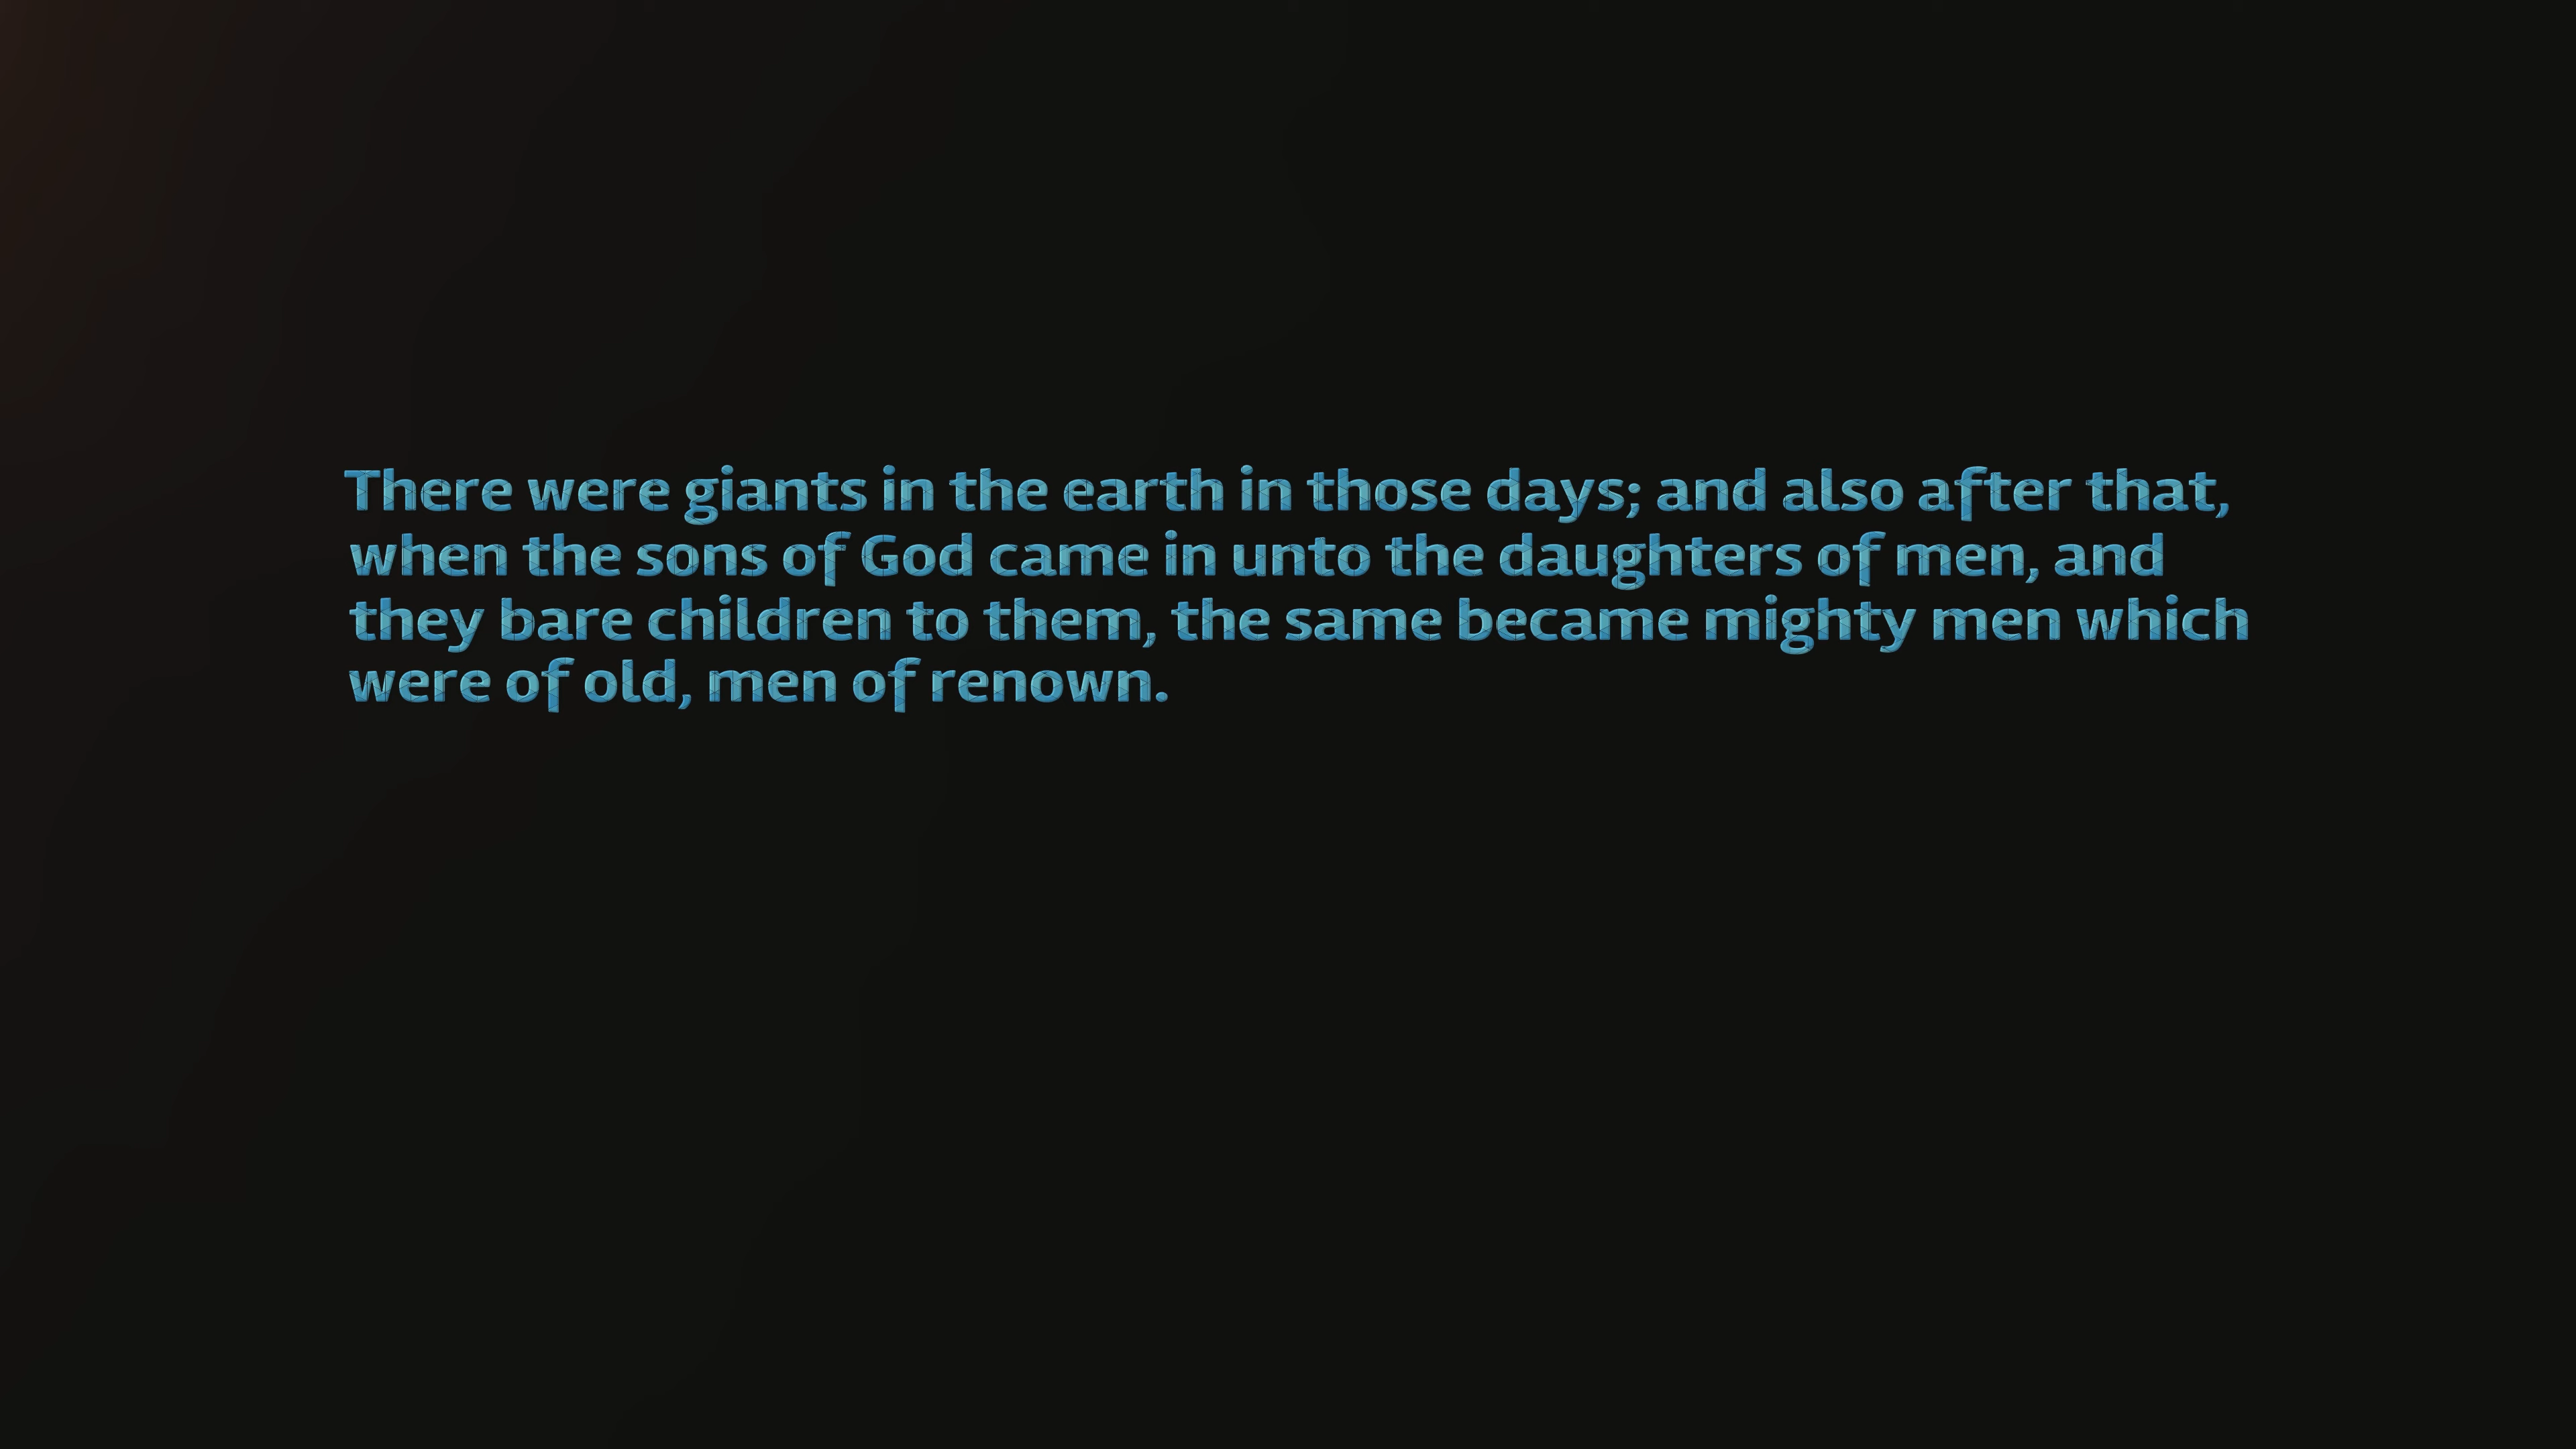 There were giants in the earth in those days; and also after that,
when the sons of God came in unto the daughters of men, and
they bare children to them, the same became mighty men which
were of old, men of renown.